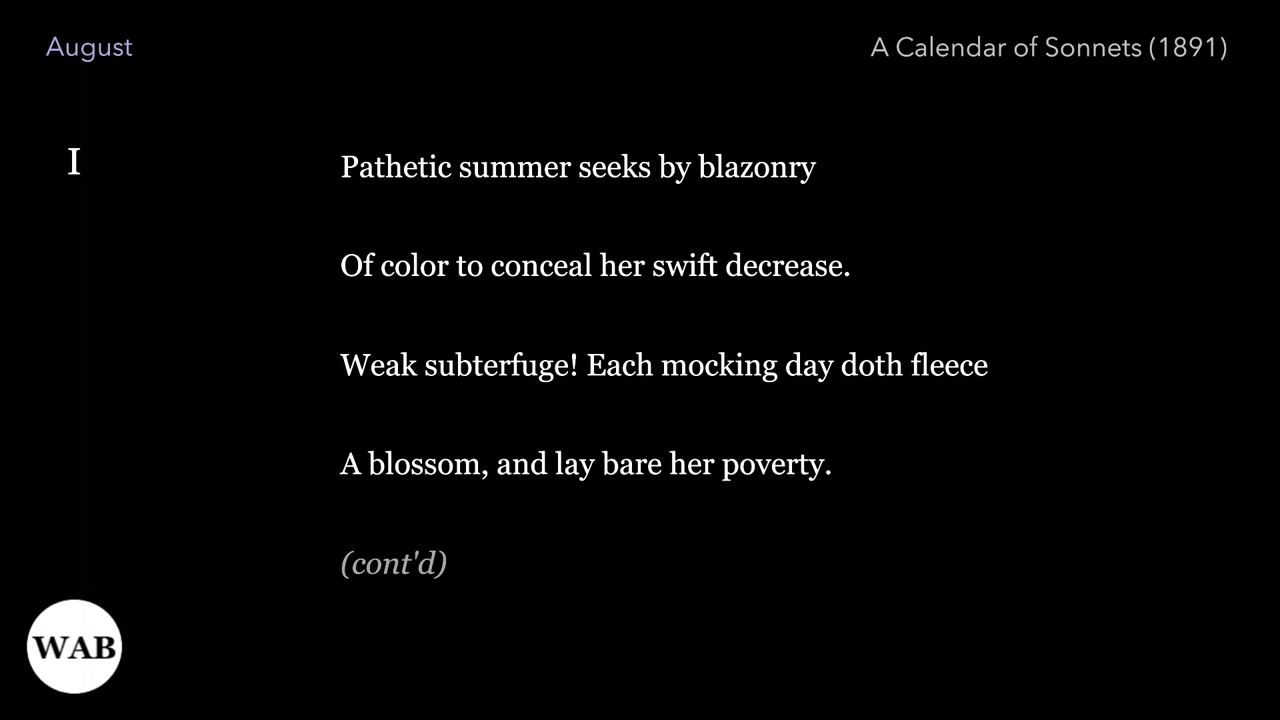 August
A Calendar of Sonnets (1891)
I
Pathetic summer seeks by blazonry
Of color to conceal her swift decrease.
Weak subterfuge! Each mocking day doth fleece
A blossom, and lay bare her poverty.
(cont'd)
WAB